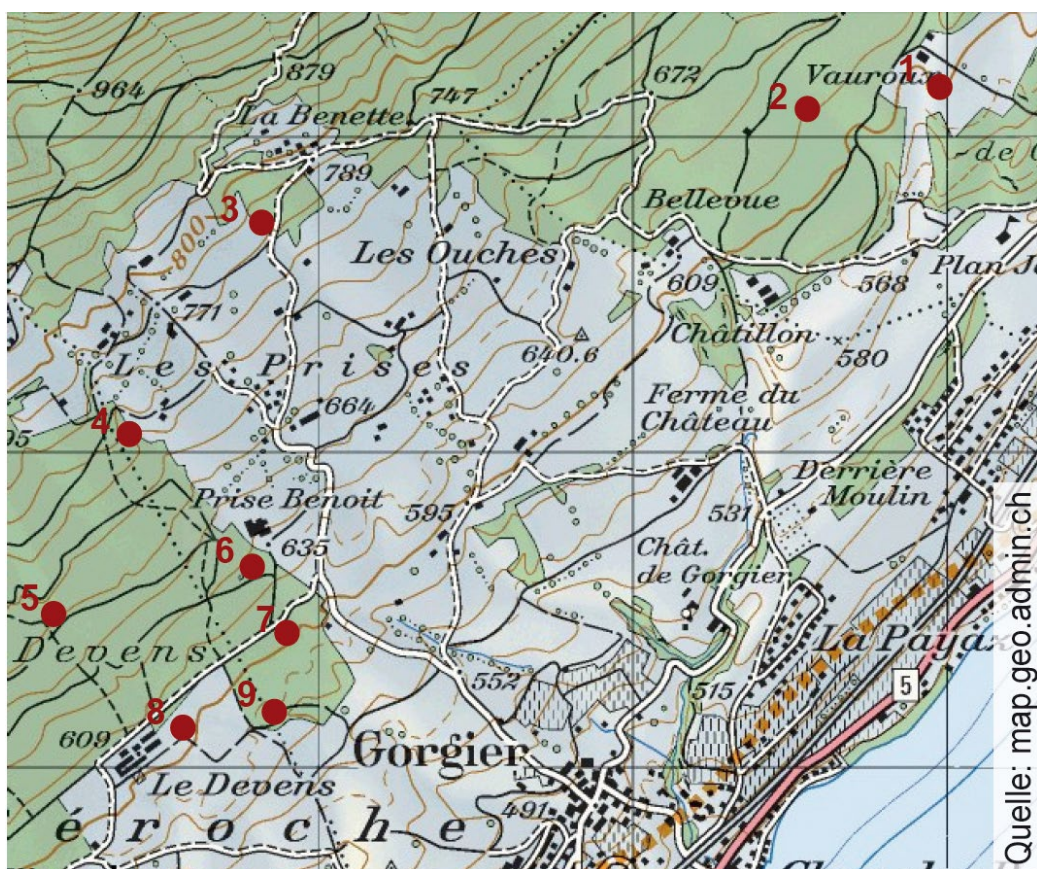 879
964
672
Vauroux
1
2
747
La Benette
789
- de
3
Bellevue
800
Les Ouches
609
568
Plan
771
Châtillon
640.6
580
Les Prises
664
Ferme du
Château
4
Derrière
Moulin
Prise Benoit
595
531
635
6
Chât.
de Gorgier
5
7
Devens
La Payaz
552
515
5
9
8
609
Gorgier
Le Devens
491
éroche
Quelle: map.geo.admin.ch